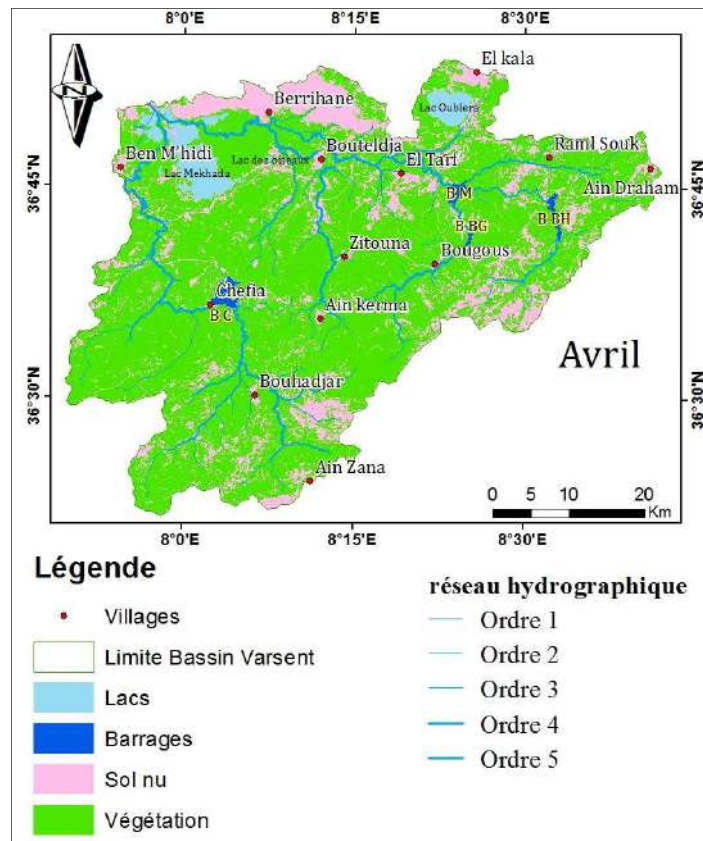 8°0'E 8°15'E 8°30'E
El kala
Lac Oubiera
Berrihane
Bouteldja
Raml Souk
Ben M'hidi
Lac des oiseaux
El Tarf
Lac Mekhada
Ain Draham
36°45'N
36°45'N
B M
B BH
B BG
Zitouna
Bougous
Chefia
B C
Ain kerma
Avril
Bouhadjar
36°30'N
36°30'N
Ain Zana
0 5 10 20
Km
8°0'E 8°15'E 8°30'E
Légende
Villages
Limite Bassin Varsent
Lacs
Barrages
Sol nu
Végétation
réseau hydrographique
Ordre 1
Ordre 2
Ordre 3
Ordre 4
Ordre 5
N